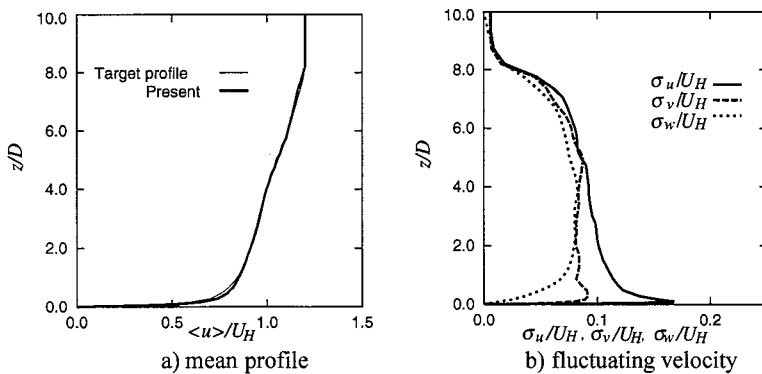 10.0
8.0
6.0
4.0
2.0
0.0
z/D
Target profile
Present
0.0 0.5 1.0 1.5
<u>/U_H
a) mean profile
10.0
8.0
6.0
4.0
2.0
0.0
z/D
σ_u/U_H
σ_v/U_H
σ_w/U_H
0.0 0.1 0.2
σ_u/U_H , σ_v/U_H, σ_w/U_H
b) fluctuating velocity